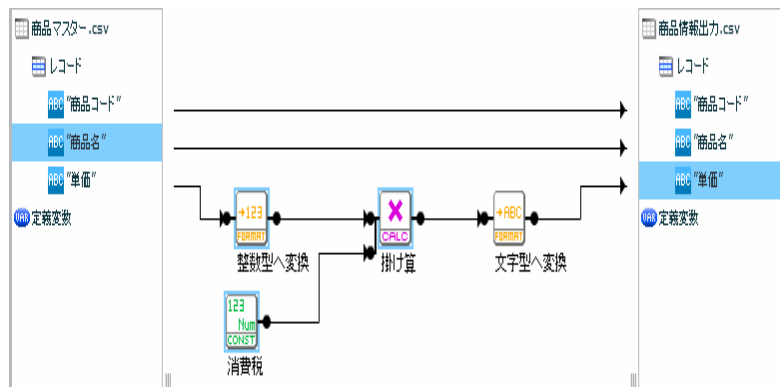 商品マスター.csv
レコード
ABC "商品コード"
ABC "商品名"
ABC "単価"
VAR 定義変数
→123
FORMAT
整数型へ変換
×
CALC
掛け算
→ABC
FORMAT
文字型へ変換
123
Num
CONST
消費税
商品情報出力.csv
レコード
ABC "商品コード"
ABC "商品名"
ABC "単価"
VAR 定義変数